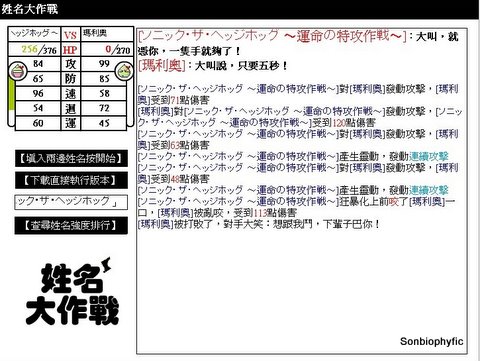 姓名大作戰
ヘッジホッグ ～ VS 瑪利奧
256/376 HP 0/270
84 攻 99
65 防 85
96 速 58
54 迴 72
60 運 45
【填入兩邊姓名按開始】
【下載直接執行版本】
ック・ザ・ヘッジホッグ」
【查尋姓名強度排行】
姓名
大作戰
[ソニック・ザ・ヘッジホッグ ～運命の特攻作戰～]：大叫，就
憑你，一隻手就夠了！
[瑪利奧]：大叫說，只要五秒！
[ソニック・ザ・ヘッジホッグ ～運命の特攻作戰～]對[瑪利奧]發動攻擊，[瑪利
奧]受到71點傷害
[瑪利奧]對[ソニック・ザ・ヘッジホッグ ～運命の特攻作戰～]發動攻擊，[ソニッ
ク・ザ・ヘッジホッグ ～運命の特攻作戰～]受到120點傷害
[ソニック・ザ・ヘッジホッグ ～運命の特攻作戰～]對[瑪利奧]發動攻擊，[瑪利
奧]受到63點傷害
[ソニック・ザ・ヘッジホッグ ～運命の特攻作戰～]產生靈動，發動連續攻擊
[ソニック・ザ・ヘッジホッグ ～運命の特攻作戰～]對[瑪利奧]發動攻擊，[瑪利
奧]受到48點傷害
[ソニック・ザ・ヘッジホッグ ～運命の特攻作戰～]產生靈動，發動連續攻擊
[ソニック・ザ・ヘッジホッグ ～運命の特攻作戰～]狂暴化上前咬了[瑪利奧]一
口，[瑪利奧]被亂咬，受到113點傷害
[瑪利奧]被打敗了，對手大笑：想跟我鬥，下輩子巴你！
Sonbiophyfic